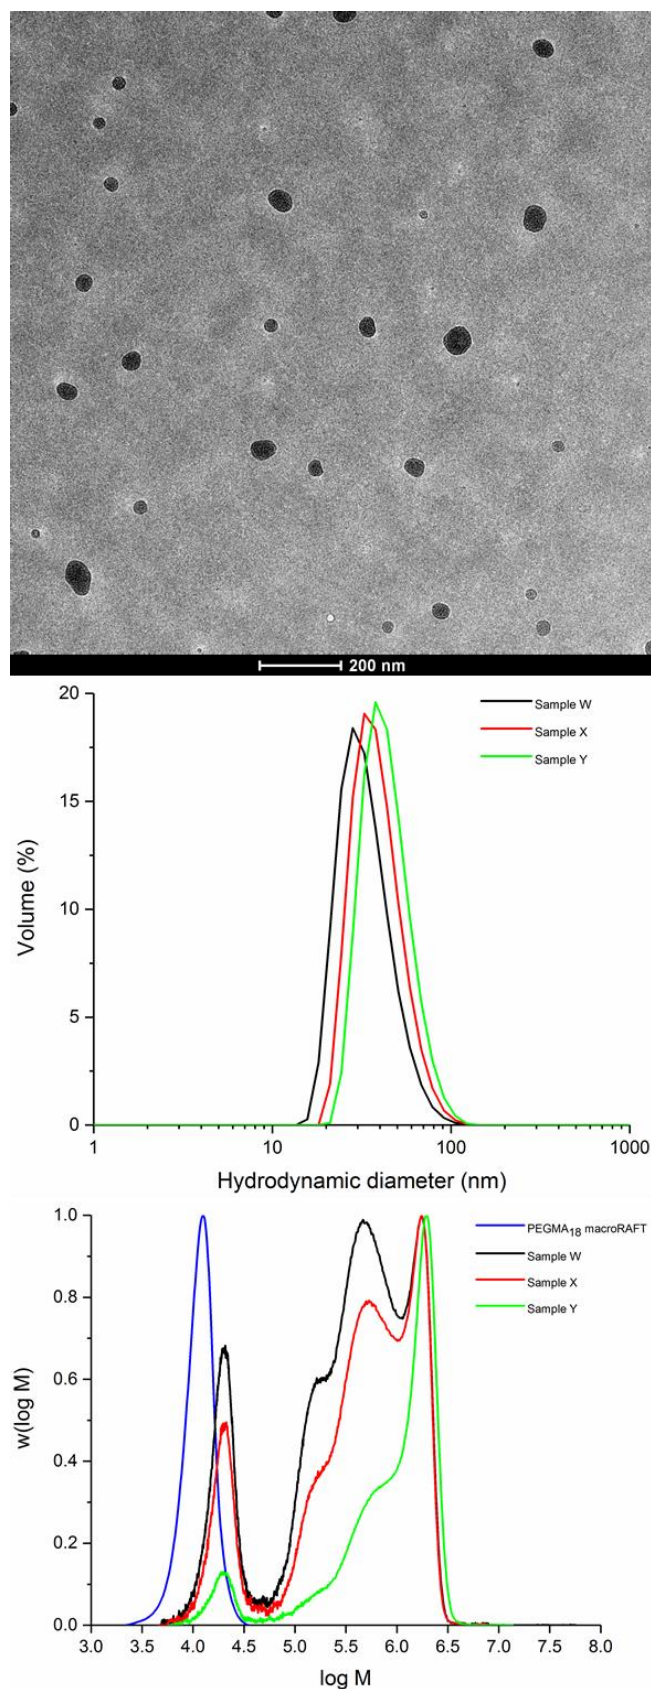 200 nm
20
15
10
5
0
Volume (%)
Sample W
Sample X
Sample Y
1 10 100 1000
Hydrodynamic diameter (nm)
1.0
0.8
0.6
0.4
0.2
0.0
w(log M)
PEGMA18 macroRAFT
Sample W
Sample X
Sample Y
3.0 3.5 4.0 4.5 5.0 5.5 6.0 6.5 7.0 7.5 8.0
log M